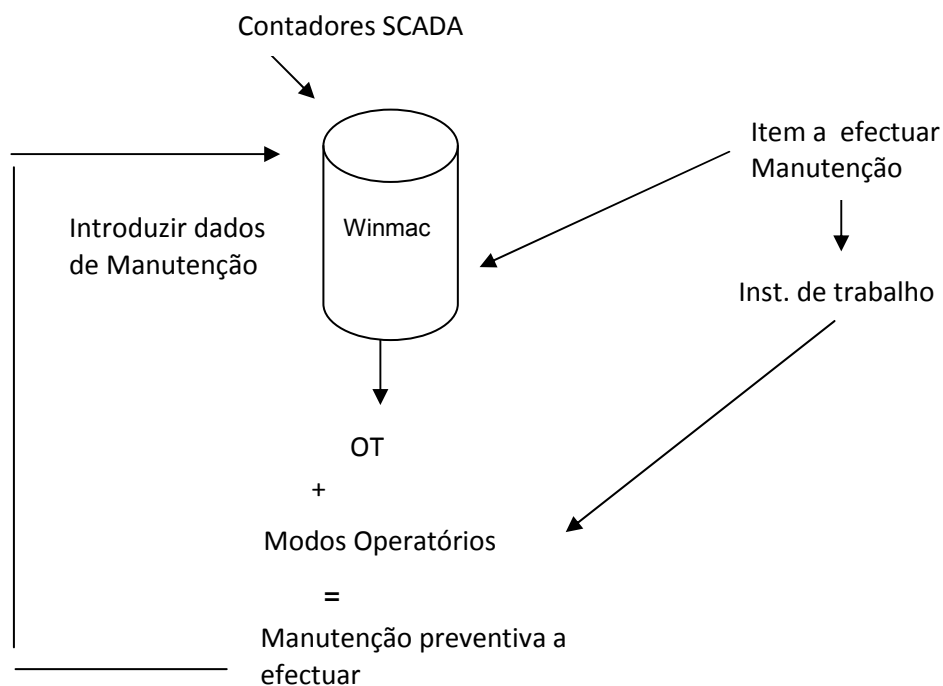 Contadores SCADA
Item a efectuar
Manutenção
Introduzir dados
de Manutenção
Winmac
Inst. de trabalho
OT
+
Modos Operatórios
=
Manutenção preventiva a
efectuar